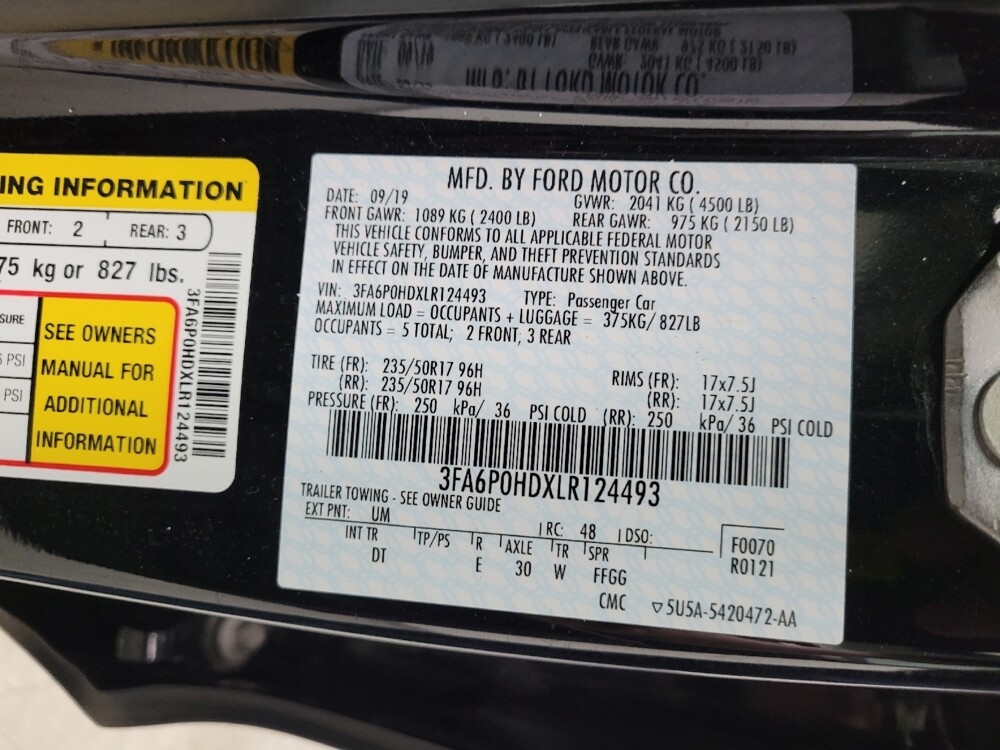 ING INFORMATION
FRONT: 2 REAR: 3
75 kg or 827 lbs.
SURE
PSI
PSI
SEE OWNERS
MANUAL FOR
ADDITIONAL
INFORMATION
3FA6P0HDXLR124493
MFD. BY FORD MOTOR CO.
DATE: 09/19 GVWR: 2041 KG ( 4500 LB)
FRONT GAWR: 1089 KG ( 2400 LB) REAR GAWR: 975 KG ( 2150 LB)
THIS VEHICLE CONFORMS TO ALL APPLICABLE FEDERAL MOTOR
VEHICLE SAFETY, BUMPER, AND THEFT PREVENTION STANDARDS
IN EFFECT ON THE DATE OF MANUFACTURE SHOWN ABOVE.
VIN: 3FA6P0HDXLR124493 TYPE: Passenger Car
MAXIMUM LOAD = OCCUPANTS + LUGGAGE = 375KG/ 827LB
OCCUPANTS = 5 TOTAL; 2 FRONT, 3 REAR
TIRE (FR): 235/50R17 96H RIMS (FR): 17x7.5J
(RR): 235/50R17 96H (RR): 17x7.5J
PRESSURE (FR): 250 kPa/ 36 PSI COLD (RR): 250 kPa/ 36 PSI COLD
3FA6P0HDXLR124493
TRAILER TOWING - SEE OWNER GUIDE
EXT PNT: UM RC: 48 DSO:
INT TR TP/PS R AXLE TR SPR F0070
DT E 30 W FFGG R0121
CMC 5U5A-5420472-AA